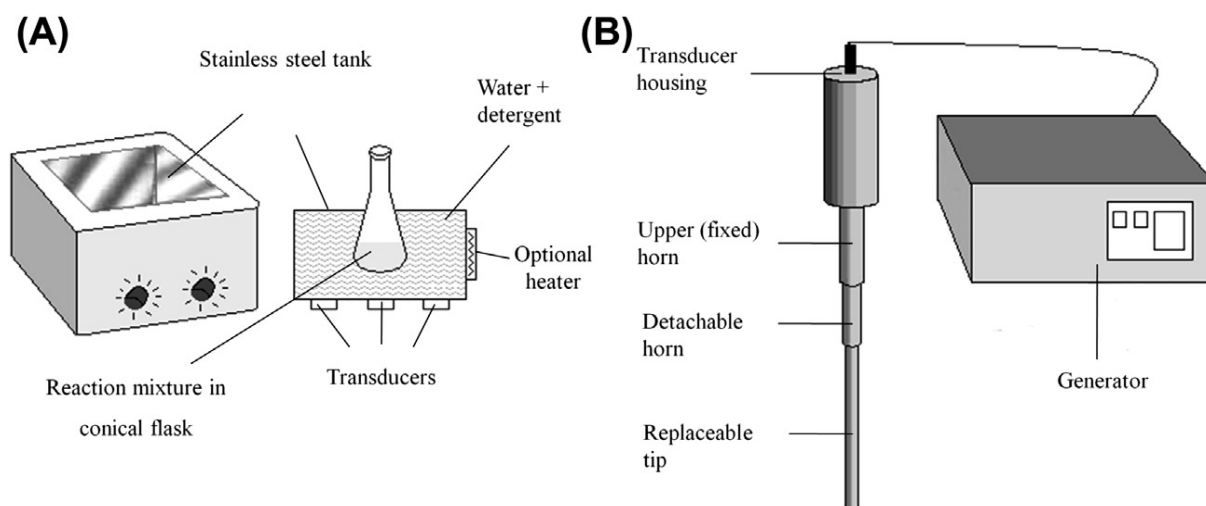 (A)
Stainless steel tank
Water +
detergent
Optional
heater
Transducers
Reaction mixture in
conical flask
(B)
Transducer
housing
Upper (fixed)
horn
Detachable
horn
Replaceable
tip
Generator